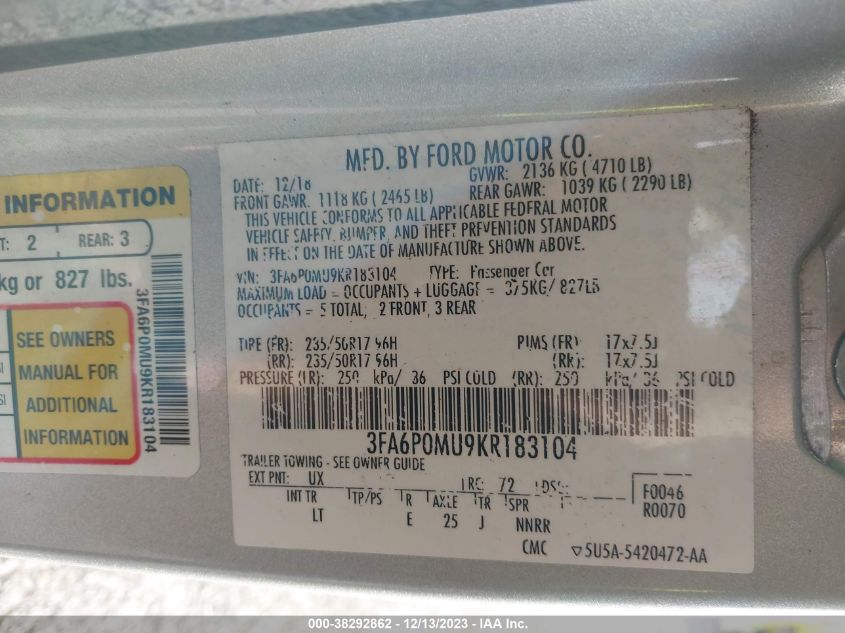 INFORMATION
T: 2 REAR: 3
kg or 827 lbs.
SEE OWNERS
MANUAL FOR
ADDITIONAL
INFORMATION
3FA6P0MU9KR183104
MFD. BY FORD MOTOR CO.
DATE: 12/18 GVWR: 2136 KG ( 4710 LB)
FRONT GAWR: 1118 KG ( 2465 LB) REAR GAWR: 1039 KG ( 2290 LB)
THIS VEHICLE CONFORMS TO ALL APPLICABLE FEDERAL MOTOR
VEHICLE SAFETY, BUMPER, AND THEFT PREVENTION STANDARDS
IN EFFECT ON THE DATE OF MANUFACTURE SHOWN ABOVE.
VIN: 3FA6P0MU9KR183104 TYPE: Passenger Car
MAXIMUM LOAD = OCCUPANTS + LUGGAGE = 375KG/ 827LB
OCCUPANTS = 5 TOTAL, 2 FRONT, 3 REAR
TIRE (FR): 235/50R17 96H RIMS (FR): 17x7.5J
(RR): 235/50R17 96H (RR): 17x7.5J
PRESSURE (FR): 250 kPa/ 36 PSI COLD (RR): 250 kPa/ 36 PSI COLD
3FA6P0MU9KR183104
TRAILER TOWING - SEE OWNER GUIDE
EXT PNT: UX RC: 72 DSO: F0046
R0070
INT TR TP/PS R AXLE TR SPR
LT E 25 J NNRR
CMC ▽5U5A-5420472-AA
000-38292862 - 12/13/2023 - IAA Inc.